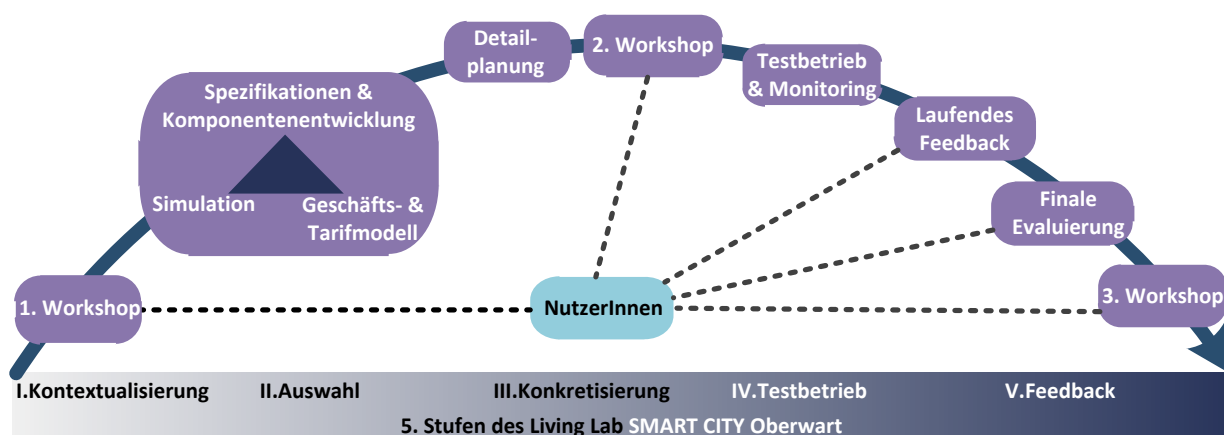 Detail-
planung
2. Workshop
Testbetrieb
& Monitoring
Spezifikationen &
Komponentenentwicklung
Simulation
Geschäfts- &
Tarifmodell
Laufendes
Feedback
Finale
Evaluierung
1. Workshop
NutzerInnen
3. Workshop
I.Kontextualisierung
II.Auswahl
III.Konkretisierung
IV.Testbetrieb
V.Feedback
5. Stufen des Living Lab SMART CITY Oberwart